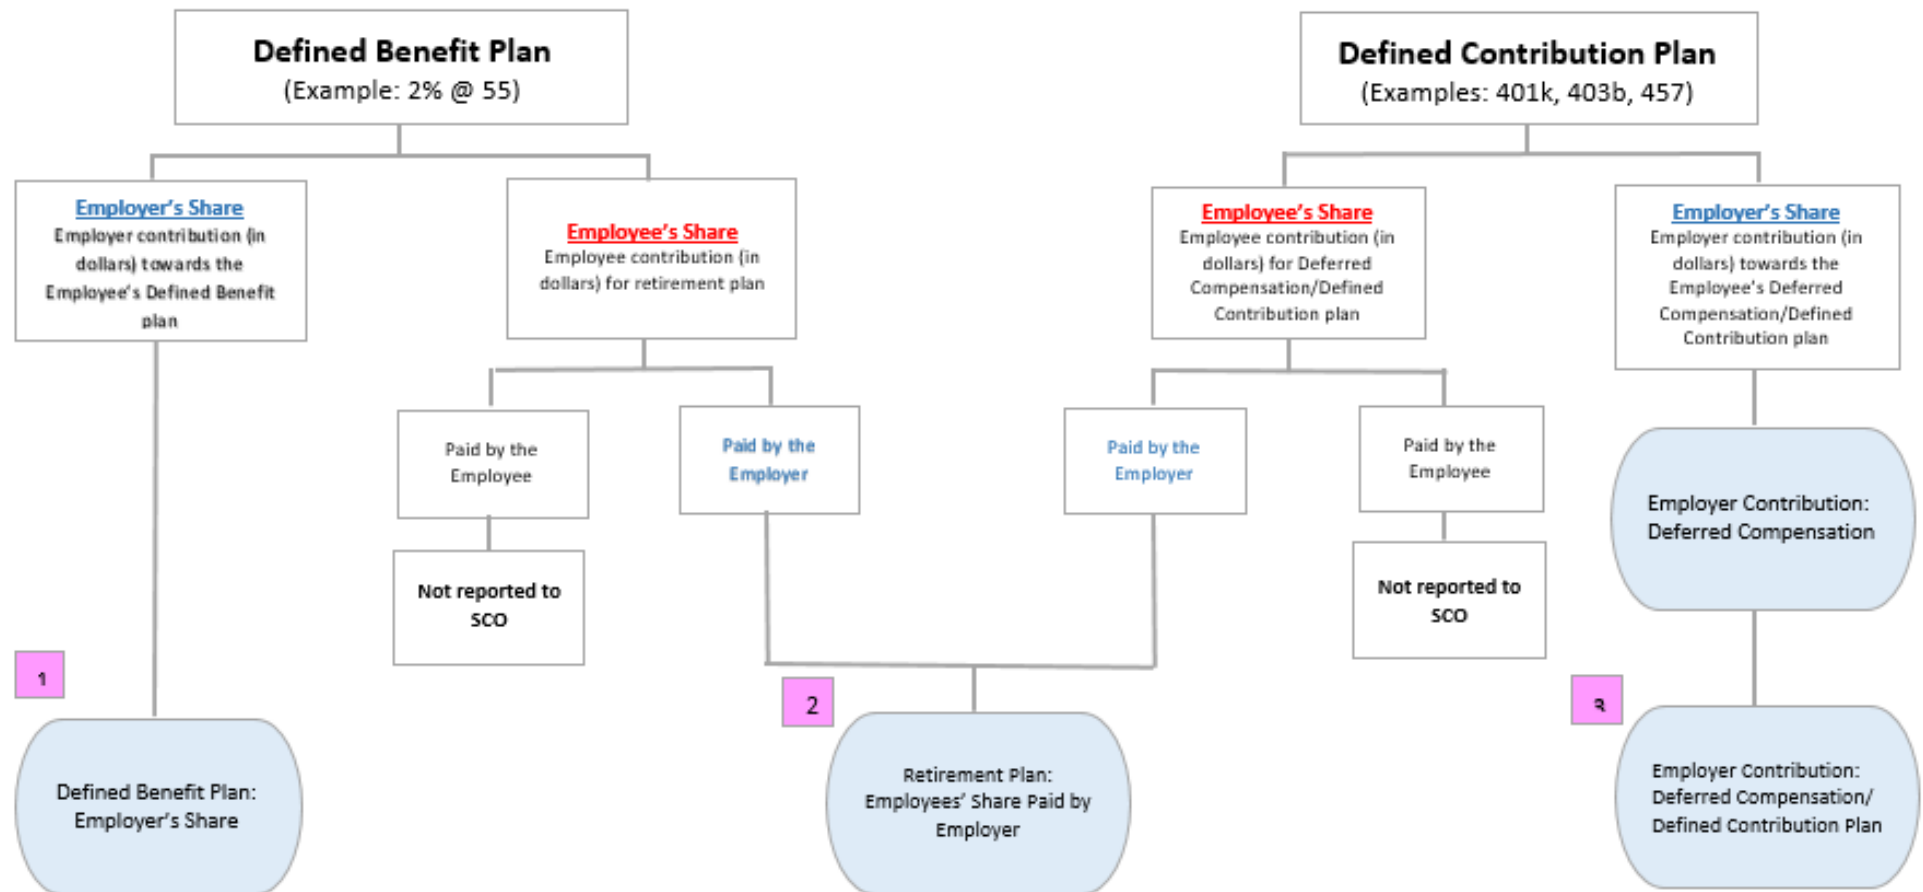 Defined Benefit Plan
(Example: 2% @ 55)
Defined Contribution Plan
(Examples: 401k, 403b, 457)
Employer's Share
Employer contribution (in
dollars) towards the
Employee's Defined Benefit
plan
Employee's Share
Employee contribution (in
dollars) for retirement plan
Employee's Share
Employee contribution (in
dollars) for Deferred
Compensation/Defined
Contribution plan
Employer's Share
Employer contribution (in
dollars) towards the
Employee's Deferred
Compensation/Defined
Contribution plan
Paid by the
Employee
Paid by the
Employer
Paid by the
Employer
Paid by the
Employee
Employer Contribution:
Deferred Compensation
Not reported to
SCO
Not reported to
SCO
1
2
3
Defined Benefit Plan:
Employer's Share
Retirement Plan:
Employees' Share Paid by
Employer
Employer Contribution:
Deferred Compensation/
Defined Contribution Plan